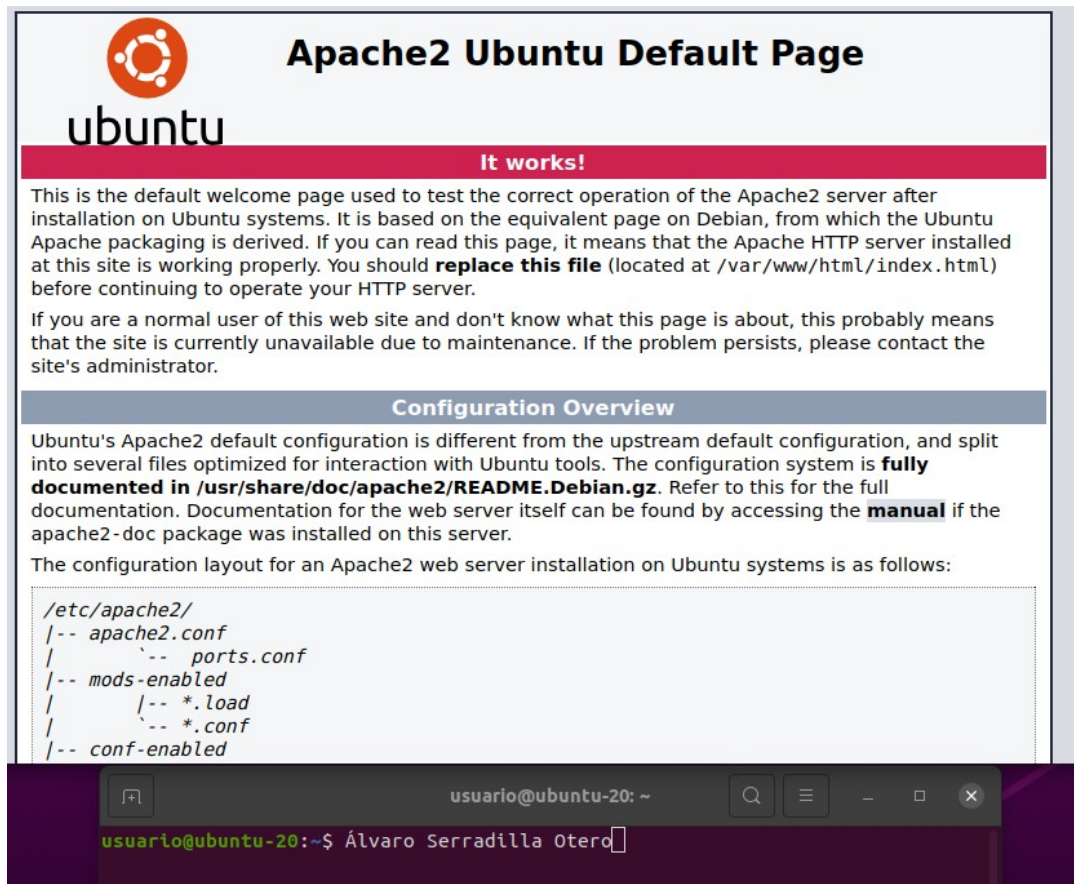 ubuntu
Apache2 Ubuntu Default Page
It works!
This is the default welcome page used to test the correct operation of the Apache2 server after
installation on Ubuntu systems. It is based on the equivalent page on Debian, from which the Ubuntu
Apache packaging is derived. If you can read this page, it means that the Apache HTTP server installed
at this site is working properly. You should replace this file (located at /var/www/html/index.html)
before continuing to operate your HTTP server.
If you are a normal user of this web site and don't know what this page is about, this probably means
that the site is currently unavailable due to maintenance. If the problem persists, please contact the
site's administrator.
Configuration Overview
Ubuntu's Apache2 default configuration is different from the upstream default configuration, and split
into several files optimized for interaction with Ubuntu tools. The configuration system is fully
documented in /usr/share/doc/apache2/README.Debian.gz. Refer to this for the full
documentation. Documentation for the web server itself can be found by accessing the manual if the
apache2-doc package was installed on this server.
The configuration layout for an Apache2 web server installation on Ubuntu systems is as follows:
/etc/apache2/
|-- apache2.conf
|       `--  ports.conf
|-- mods-enabled
|       |-- *.load
|       `-- *.conf
|-- conf-enabled
usuario@ubuntu-20: ~
usuario@ubuntu-20:~$ Álvaro Serradilla Otero